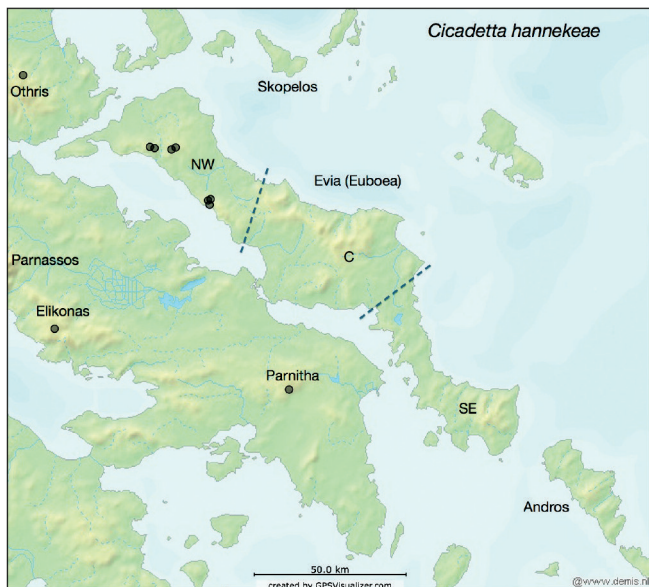 Cicadetta hannekeae
Skopelos
Othris
NW
Evia (Euboea)
C
Parnassos
Elikonas
Parnitha
SE
Andros
50.0 km
created by GPSVisualizer.com
@www.demis.nl